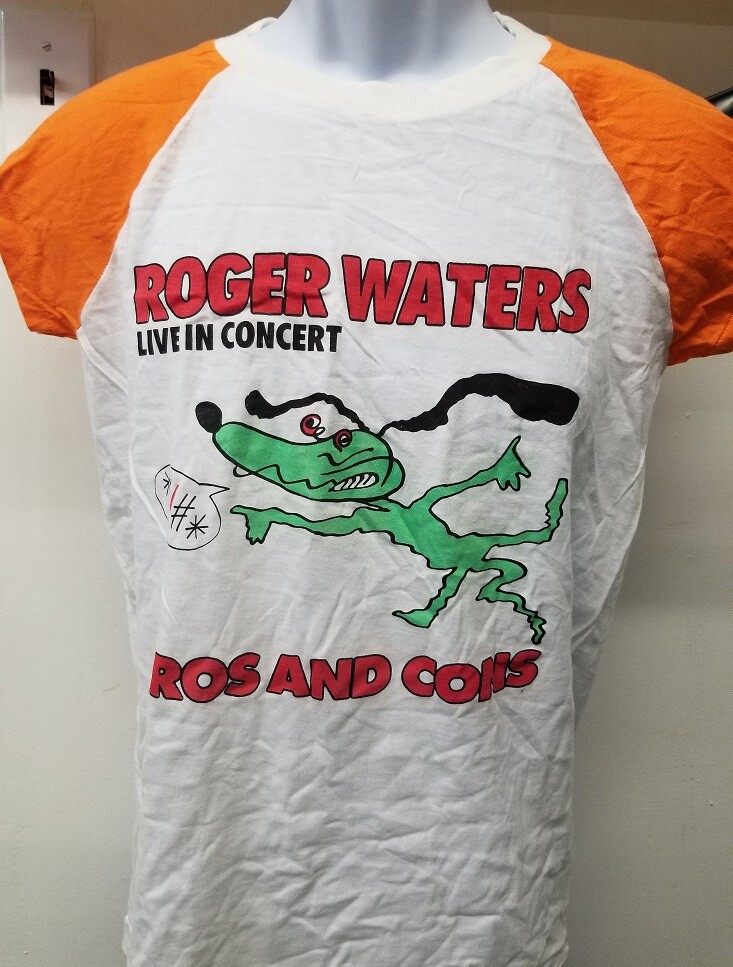 ROGER WATERS
LIVE IN CONCERT
*!#*
ROS AND CONS